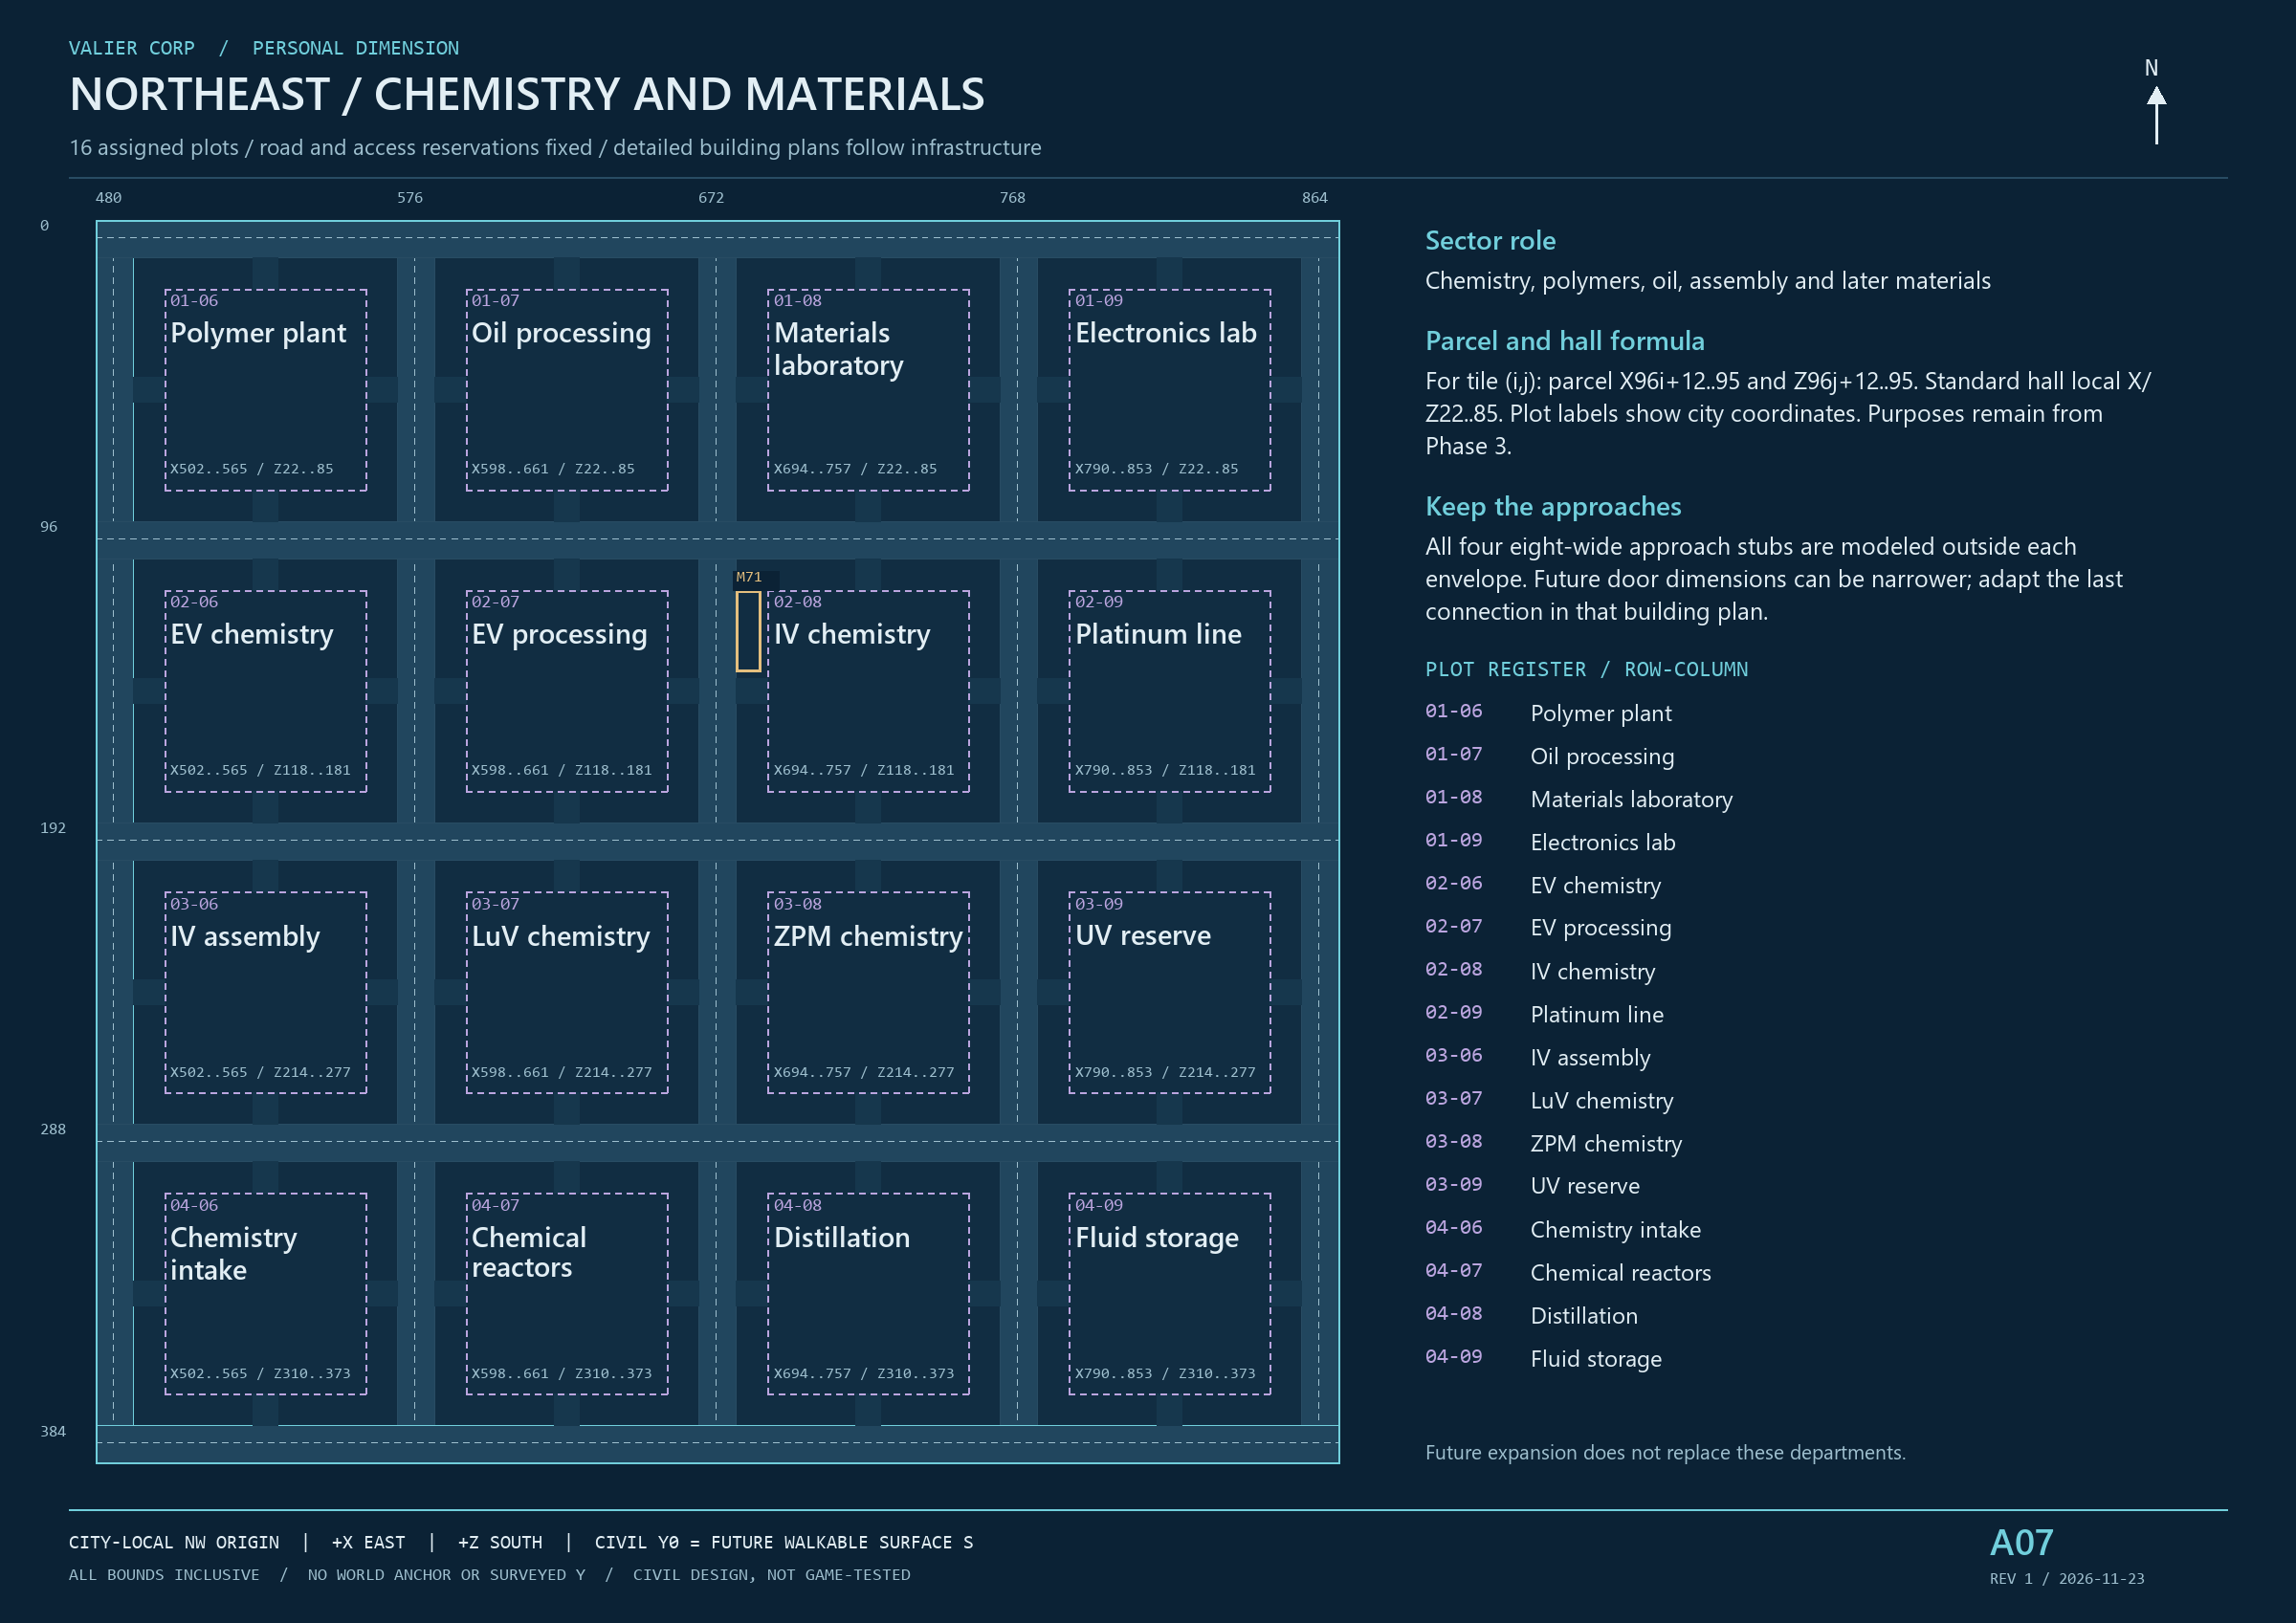 VALIER CORP / PERSONAL DIMENSION
NORTHEAST / CHEMISTRY AND MATERIALS
16 assigned plots / road and access reservations fixed / detailed building plans follow infrastructure
N
480 576 672 768 864
0
01-06
Polymer plant
X502..565 / Z22..85
01-07
Oil processing
X598..661 / Z22..85
01-08
Materials
laboratory
X694..757 / Z22..85
01-09
Electronics lab
X790..853 / Z22..85
96
02-06
EV chemistry
X502..565 / Z118..181
02-07
EV processing
X598..661 / Z118..181
M71
02-08
IV chemistry
X694..757 / Z118..181
02-09
Platinum line
X790..853 / Z118..181
192
03-06
IV assembly
X502..565 / Z214..277
03-07
LuV chemistry
X598..661 / Z214..277
03-08
ZPM chemistry
X694..757 / Z214..277
03-09
UV reserve
X790..853 / Z214..277
288
04-06
Chemistry
intake
X502..565 / Z310..373
04-07
Chemical
reactors
X598..661 / Z310..373
04-08
Distillation
X694..757 / Z310..373
04-09
Fluid storage
X790..853 / Z310..373
384
Sector role
Chemistry, polymers, oil, assembly and later materials
Parcel and hall formula
For tile (i,j): parcel X96i+12..95 and Z96j+12..95. Standard hall local X/
Z22..85. Plot labels show city coordinates. Purposes remain from
Phase 3.
Keep the approaches
All four eight-wide approach stubs are modeled outside each
envelope. Future door dimensions can be narrower; adapt the last
connection in that building plan.
PLOT REGISTER / ROW-COLUMN
01-06 Polymer plant
01-07 Oil processing
01-08 Materials laboratory
01-09 Electronics lab
02-06 EV chemistry
02-07 EV processing
02-08 IV chemistry
02-09 Platinum line
03-06 IV assembly
03-07 LuV chemistry
03-08 ZPM chemistry
03-09 UV reserve
04-06 Chemistry intake
04-07 Chemical reactors
04-08 Distillation
04-09 Fluid storage
Future expansion does not replace these departments.
CITY-LOCAL NW ORIGIN | +X EAST | +Z SOUTH | CIVIL Y0 = FUTURE WALKABLE SURFACE S
ALL BOUNDS INCLUSIVE / NO WORLD ANCHOR OR SURVEYED Y / CIVIL DESIGN, NOT GAME-TESTED
A07
REV 1 / 2026-11-23